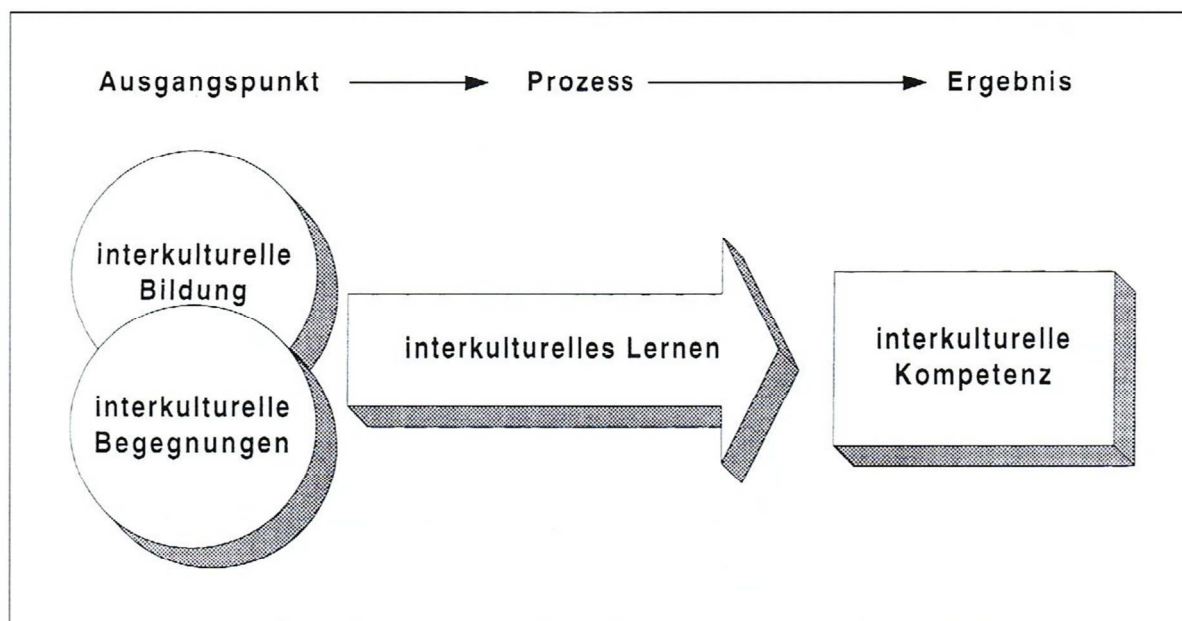 Ausgangspunkt Prozess Ergebnis
interkulturelle
Bildung
interkulturelle
Begegnungen
interkulturelles Lernen
interkulturelle
Kompetenz